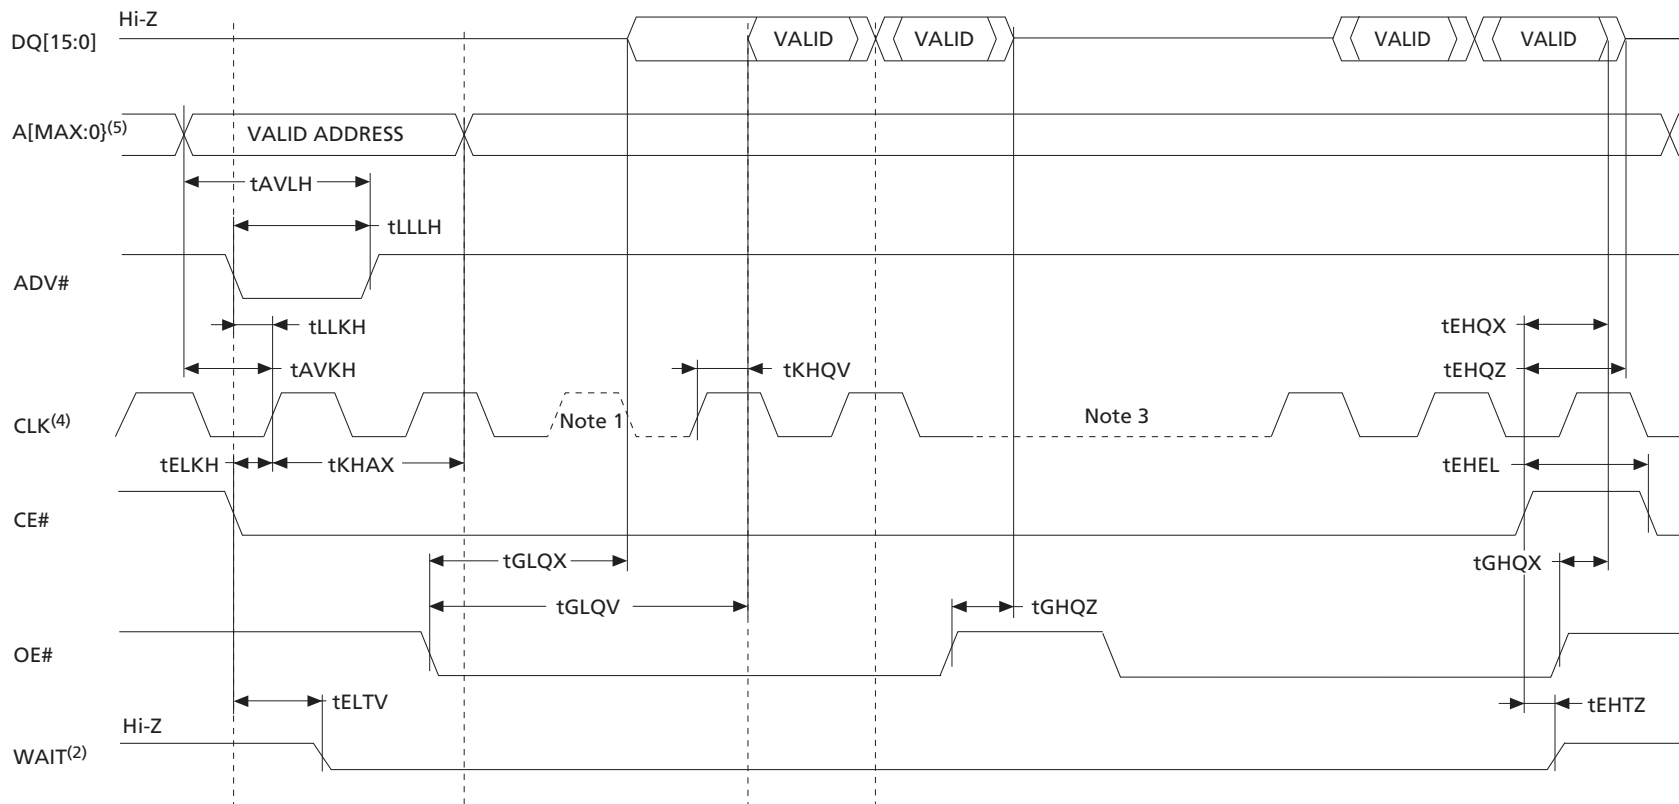 Hi-Z
DQ[15:0]
VALID
VALID
VALID
VALID
A[MAX:0}(5)
VALID ADDRESS
tAVLH
tLLLH
ADV#
tLLKH
tEHQX
tAVKH
tKHQV
tEHQZ
CLK(4)
Note 1
Note 3
tELKH
tKHAX
tEHEL
CE#
tGLQX
tGHQX
tGLQV
tGHQZ
OE#
tELTV
tEHTZ
Hi-Z
WAIT(2)